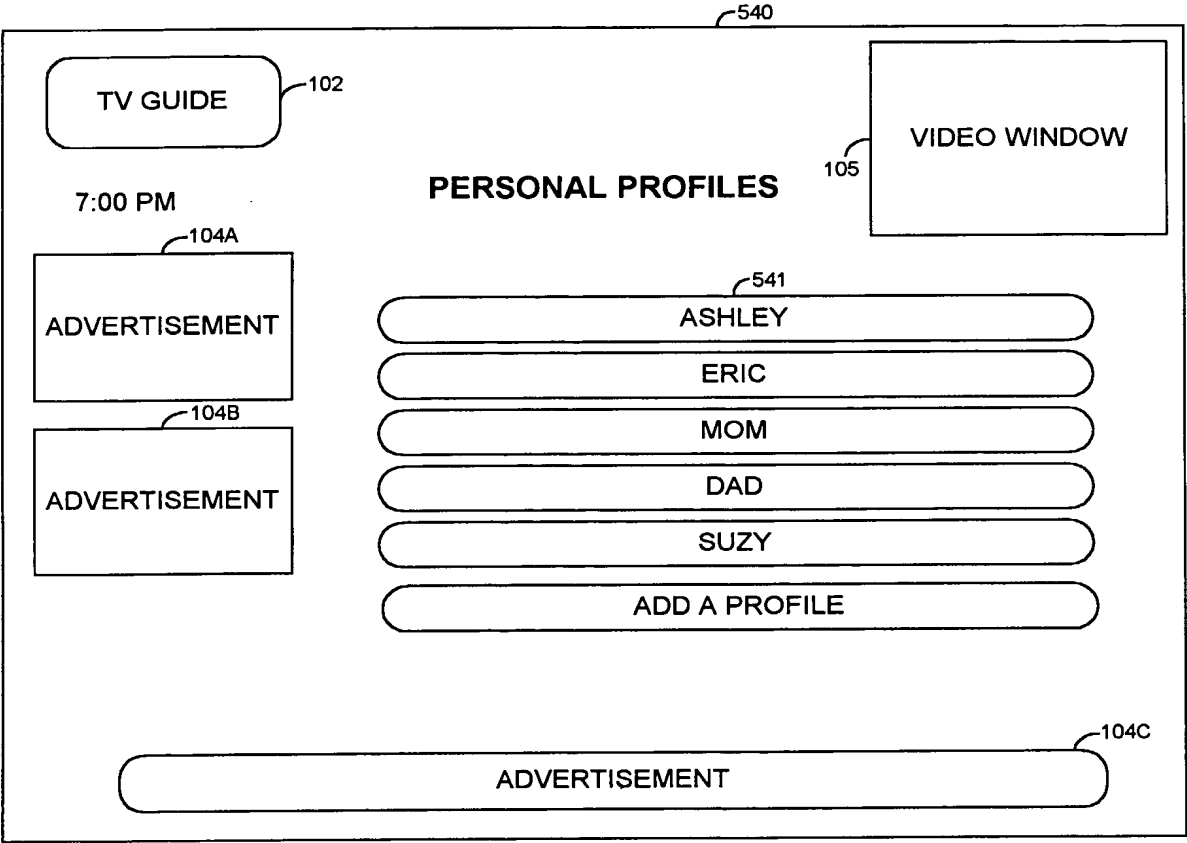 540
TV GUIDE
102
VIDEO WINDOW
105
PERSONAL PROFILES
7:00 PM
104A
ADVERTISEMENT
104B
ADVERTISEMENT
541
ASHLEY
ERIC
MOM
DAD
SUZY
ADD A PROFILE
104C
ADVERTISEMENT